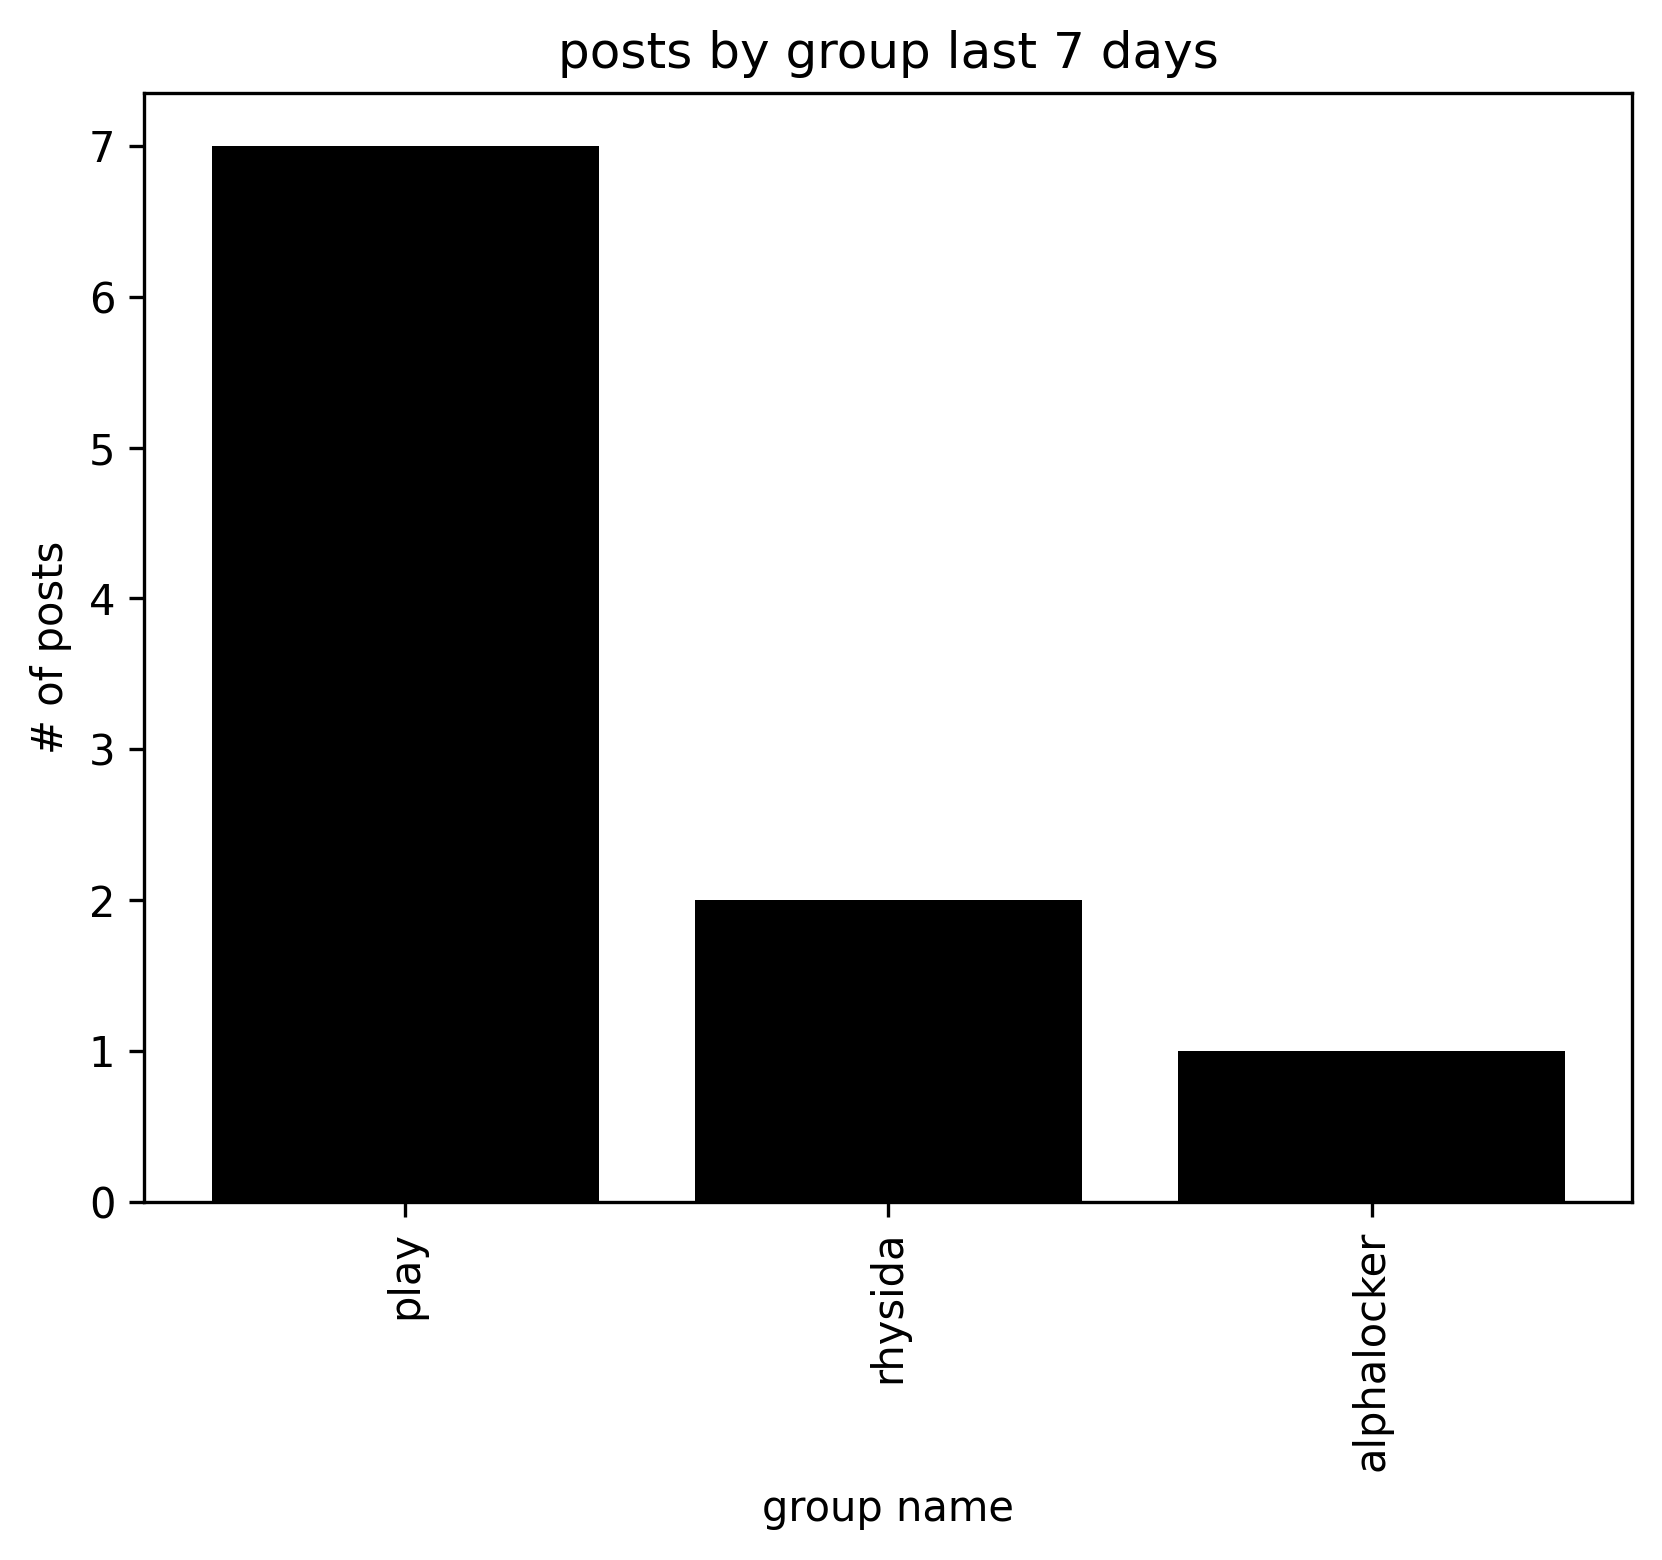 posts by group last 7 days
7
6
5
4
3
2
1
0
# of posts
play
rhysida
alphalocker
group name